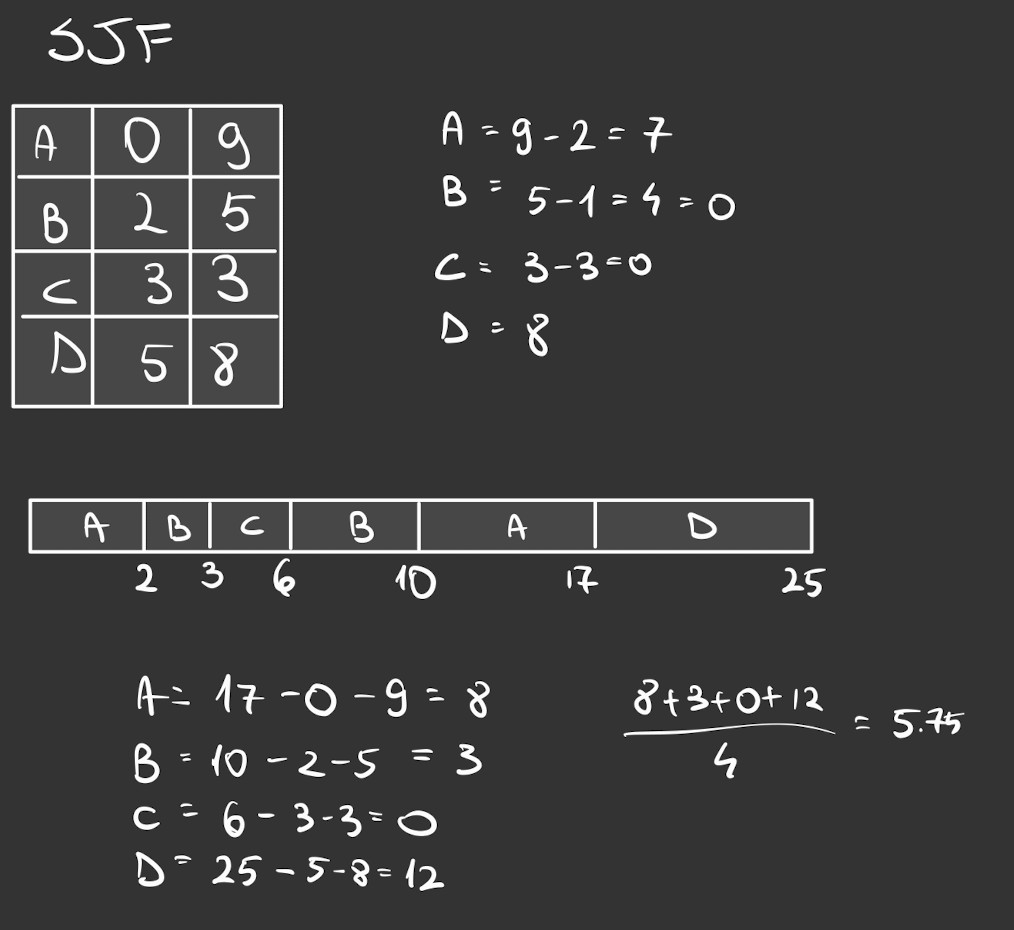 SJF
A 0 9
B 2 5
C 3 3
D 5 8
A = 9 - 2 = 7
B = 5 - 1 = 4 = 0
C = 3 - 3 = 0
D = 8
A B C B A D
2 3 6 10 17 25
A = 17 - 0 - 9 = 8
B = 10 - 2 - 5 = 3
C = 6 - 3 - 3 = 0
D = 25 - 5 - 8 = 12
8 + 3 + 0 + 12
4
= 5.75